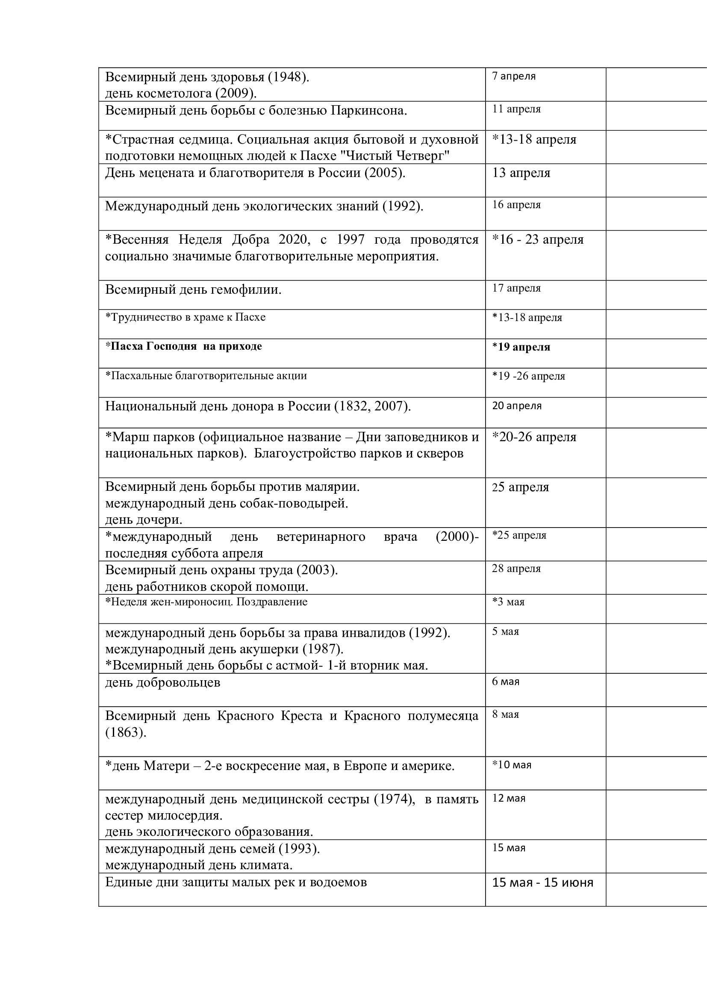 Всемирный день здоровья (1948).
день косметолога (2009).
7 апреля
Всемирный день борьбы с болезнью Паркинсона.
11 апреля
*Страстная седмица. Социальная акция бытовой и духовной
подготовки немощных людей к Пасхе "Чистый Четверг"
*13-18 апреля
День мецената и благотворителя в России (2005).
13 апреля
Международный день экологических знаний (1992).
16 апреля
*Весенняя Неделя Добра 2020, с 1997 года проводятся
социально значимые благотворительные мероприятия.
*16 - 23 апреля
Всемирный день гемофилии.
17 апреля
*Трудничество в храме к Пасхе
*13-18 апреля
*Пасха Господня  на приходе
*19 апреля
*Пасхальные благотворительные акции
*19 -26 апреля
Национальный день донора в России (1832, 2007).
20 апреля
*Марш парков (официальное название – Дни заповедников и
национальных парков).  Благоустройство парков и скверов
*20-26 апреля
Всемирный день борьбы против малярии.
международный день собак-поводырей.
день дочери.
25 апреля
*международный день ветеринарного врача (2000)-
последняя суббота апреля
*25 апреля
Всемирный день охраны труда (2003).
день работников скорой помощи.
28 апреля
*Неделя жен-мироносиц. Поздравление
*3 мая
международный день борьбы за права инвалидов (1992).
международный день акушерки (1987).
*Всемирный день борьбы с астмой- 1-й вторник мая.
5 мая
день добровольцев
6 мая
Всемирный день Красного Креста и Красного полумесяца
(1863).
8 мая
*день Матери – 2-е воскресение мая, в Европе и америке.
*10 мая
международный день медицинской сестры (1974),  в память
сестер милосердия.
день экологического образования.
12 мая
международный день семей (1993).
международный день климата.
15 мая
Единые дни защиты малых рек и водоемов
15 мая - 15 июня